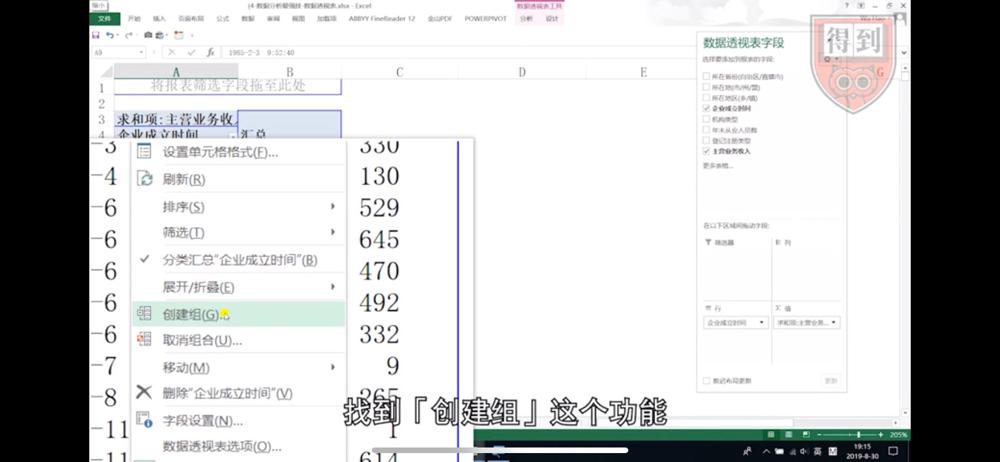 缩小
(4-数据分析最强技-数据透视表.xlsx - Excel
数据透视表工具
文件
开始
插入
页面布局
公式
数据
审阅
视图
加载项
ABBYY FineReader 12
金山PDF
POWERPIVOT
分析
设计
A9
1985-2-3 9:52:40
A
B
C
D
E
G
1
将报表筛选字段拖至此处
2
3
求和项:主营业务收
4
企业成立时间
汇总
-3
330
-4
130
-6
529
-6
645
-6
470
-6
492
-6
332
-7
9
-8
265
-11
1
-11
614
设置单元格格式(F)...
刷新(R)
排序(S)
筛选(T)
分类汇总"企业成立时间"(B)
展开/折叠(E)
创建组(G)...
取消组合(U)...
移动(M)
删除"企业成立时间"(V)
字段设置(N)...
数据透视表选项(O)...
数据透视表字段
选择要添加到报表的字段:
所在省份(自治区/直辖市)
所在地(市/州/盟)
所在地区(乡/镇)
企业成立时间
机构类型
年末从业人员数
登记注册类型
主营业务收入
更多表格...
在以下区域间拖动字段:
筛选器
列
行
Σ 值
企业成立时间
求和项:主营业务...
推迟布局更新
更新
得到
找到「创建组」这个功能
205%
英
19:15
2019-8-30